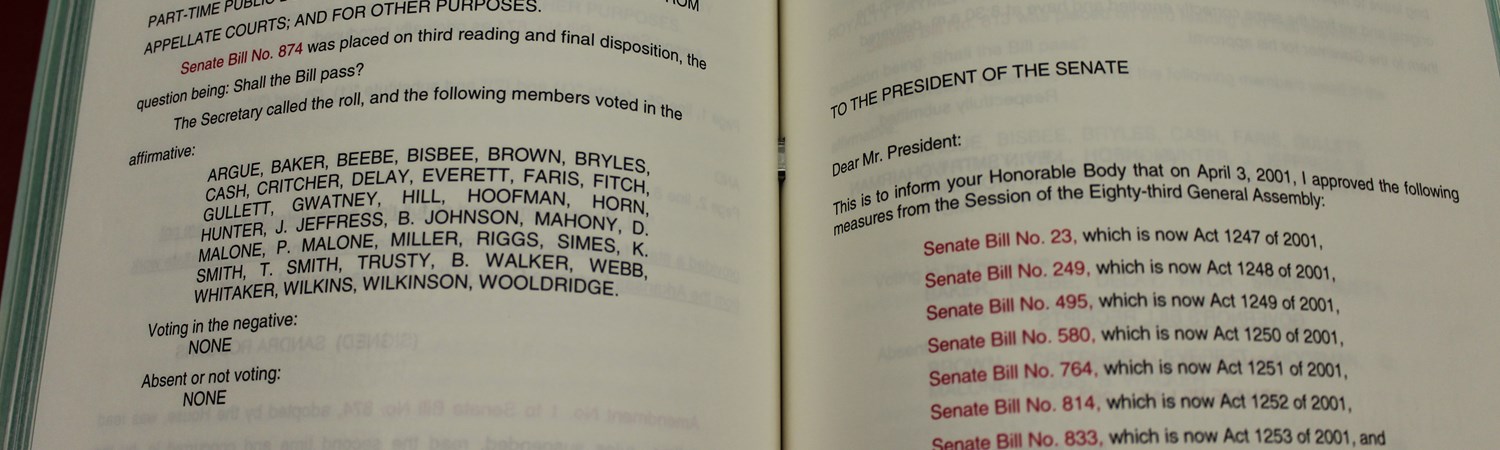 PART-TIME PUBLIC
APPELLATE COURTS; AND FOR OTHER PURPOSES.
Senate Bill No. 874 was placed on third reading and final disposition, the
question being: Shall the Bill pass?
The Secretary called the roll, and the following members voted in the
affirmative:
ARGUE, BAKER, BEEBE, BISBEE, BROWN, BRYLES,
CASH, CRITCHER, DELAY, EVERETT, FARIS, FITCH,
GULLETT, GWATNEY, HILL, HOOFMAN, HORN,
HUNTER, J. JEFFRESS, B. JOHNSON, MAHONY, D.
MALONE, P. MALONE, MILLER, RIGGS, SIMES, K.
SMITH, T. SMITH, TRUSTY, B. WALKER, WEBB,
WHITAKER, WILKINS, WILKINSON, WOOLDRIDGE.
Voting in the negative:
NONE
Absent or not voting:
NONE
TO THE PRESIDENT OF THE SENATE
Dear Mr. President:
This is to inform your Honorable Body that on April 3, 2001, I approved the following
measures from the Session of the Eighty-third General Assembly:
Senate Bill No. 23, which is now Act 1247 of 2001,
Senate Bill No. 249, which is now Act 1248 of 2001,
Senate Bill No. 495, which is now Act 1249 of 2001,
Senate Bill No. 580, which is now Act 1250 of 2001,
Senate Bill No. 764, which is now Act 1251 of 2001,
Senate Bill No. 814, which is now Act 1252 of 2001,
Senate Bill No. 833, which is now Act 1253 of 2001, and